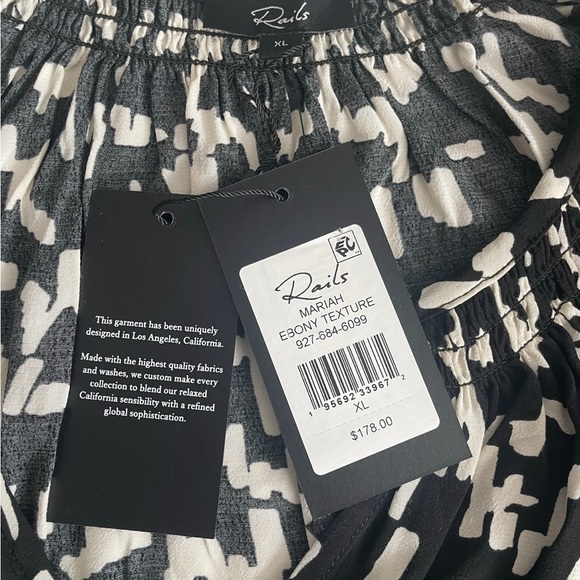 Rails
XL
This garment has been uniquely
designed in Los Angeles, California.
Made with the highest quality fabrics
and washes, we custom make every
collection to blend our relaxed
California sensibility with a refined
global sophistication.
EPC
Rails
MARIAH
EBONY TEXTURE
927-684-6099
1 95692 33967 2
XL
$178.00